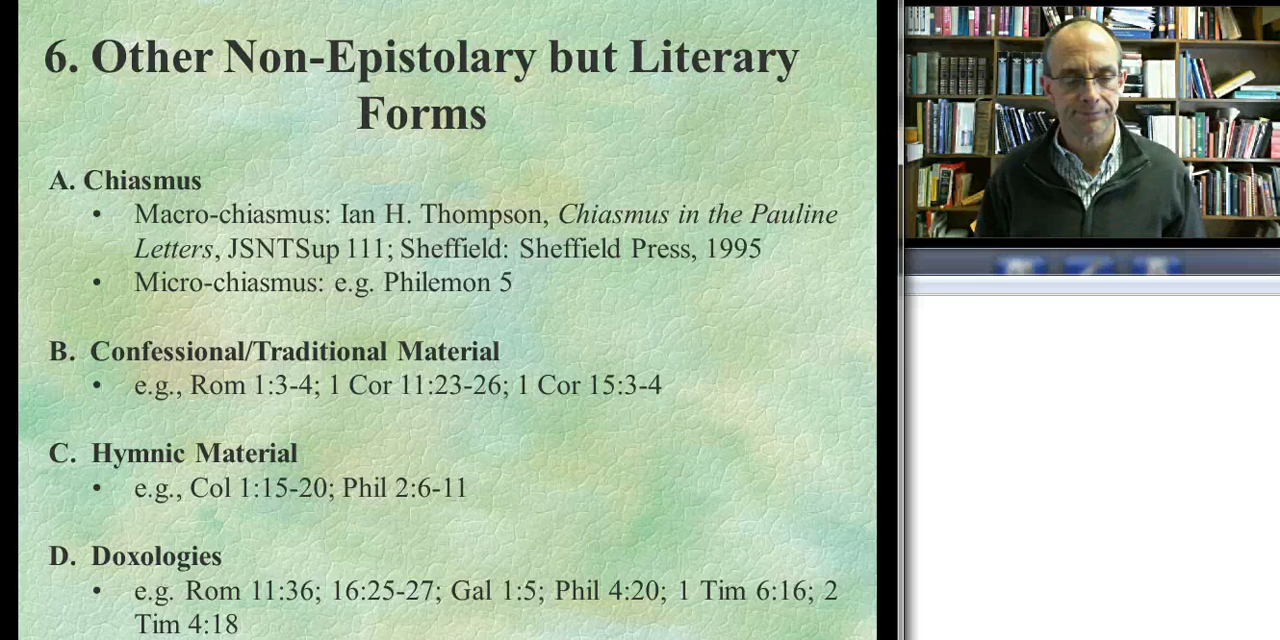 6. Other Non-Epistolary but Literary
Forms
A. Chiasmus
• Macro-chiasmus: Ian H. Thompson, Chiasmus in the Pauline
Letters, JSNTSup 111; Sheffield: Sheffield Press, 1995
• Micro-chiasmus: e.g. Philemon 5
B. Confessional/Traditional Material
• e.g., Rom 1:3-4; 1 Cor 11:23-26; 1 Cor 15:3-4
C. Hymnic Material
• e.g., Col 1:15-20; Phil 2:6-11
D. Doxologies
• e.g. Rom 11:36; 16:25-27; Gal 1:5; Phil 4:20; 1 Tim 6:16; 2
Tim 4:18